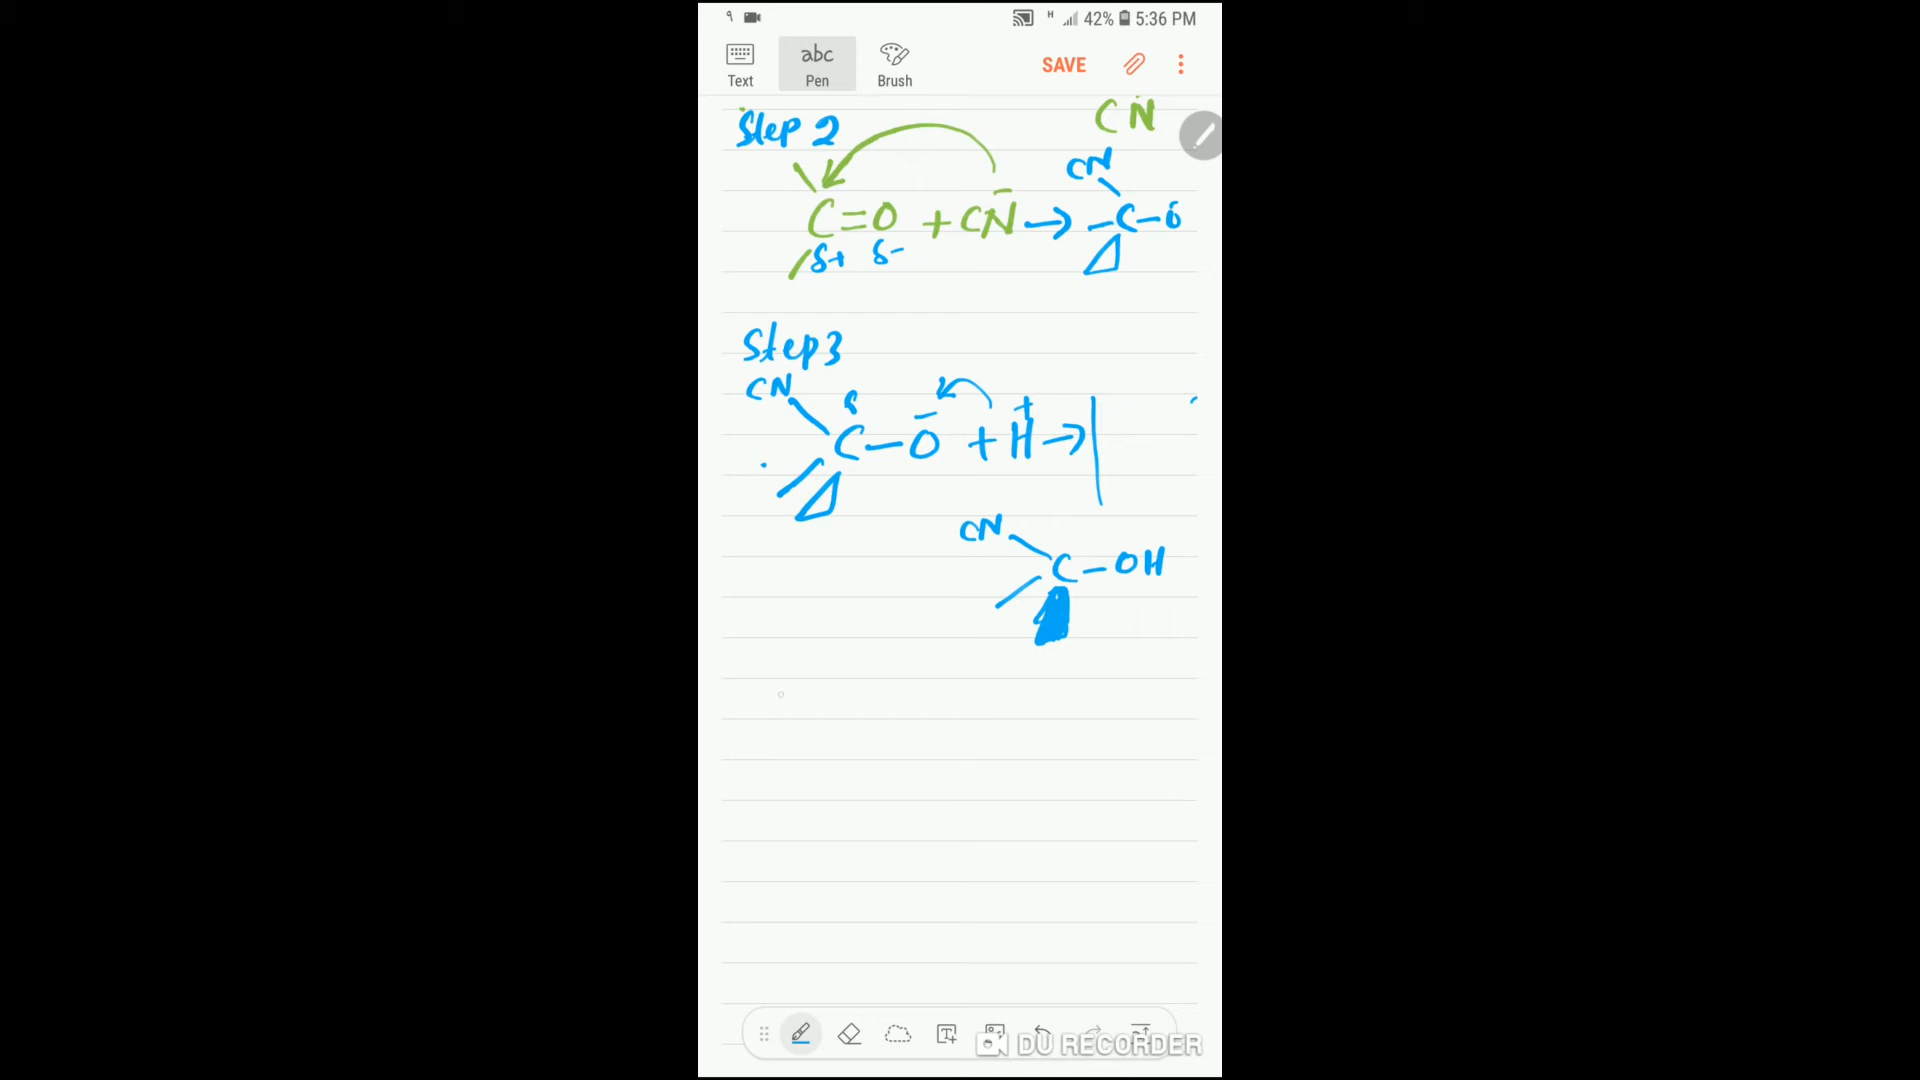 ۹ H 42% 5:36 PM
Text abc Pen Brush SAVE
CN
Step 2
CN
C=O + CN⁻ → –C–O
δ+ δ-
Step 3
CN
C–O⁻ + H⁺ →
CN
C–OH
DU RECORDER